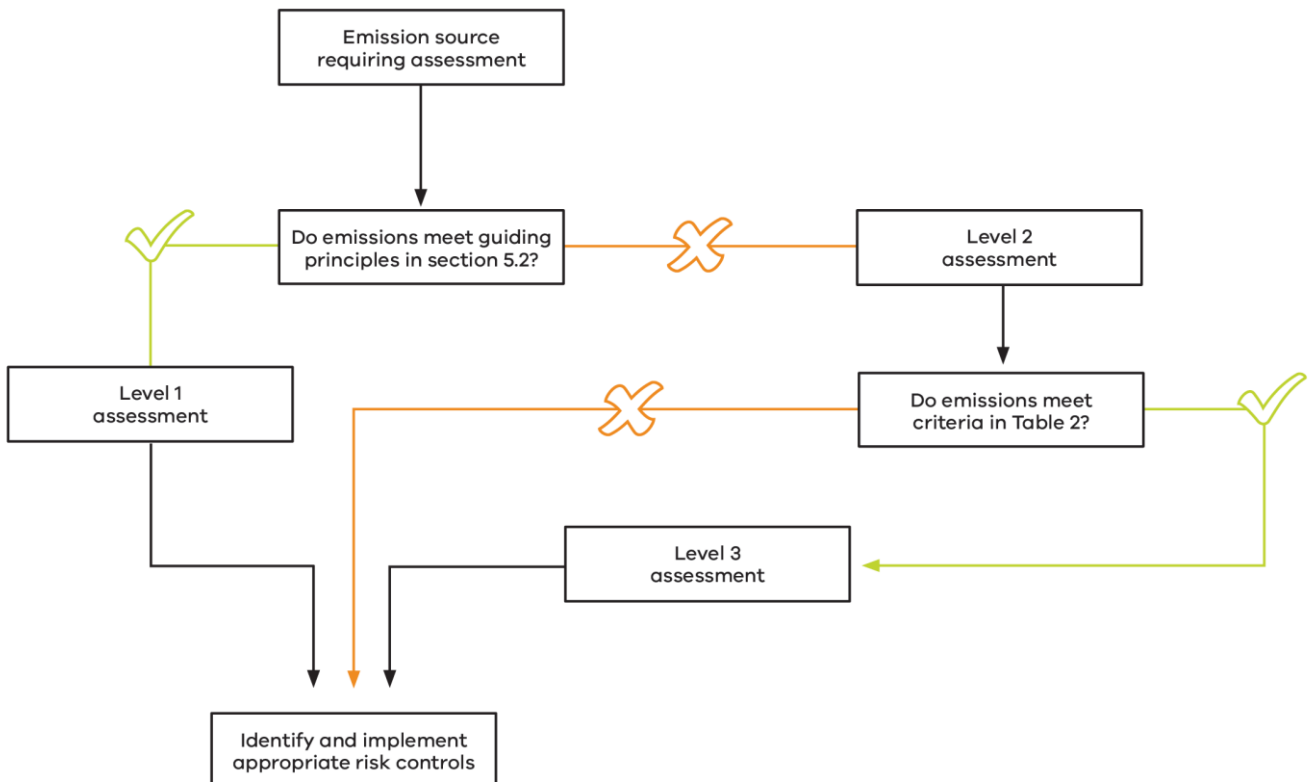 Emission source
requiring assessment
Do emissions meet guiding
principles in section 5.2?
Level 2
assessment
Level 1
assessment
Do emissions meet
criteria in Table 2?
Level 3
assessment
Identify and implement
appropriate risk controls